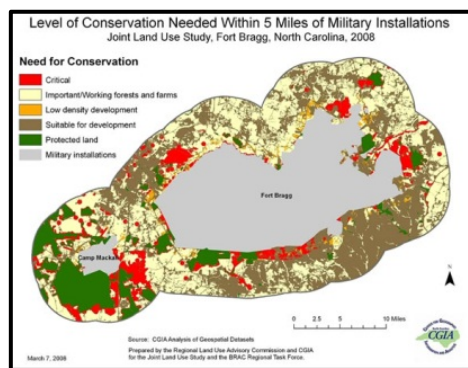 Level of Conservation Needed Within 5 Miles of Military Installations
Joint Land Use Study, Fort Bragg, North Carolina, 2008
Need for Conservation
Critical
Important/Working forests and farms
Low density development
Suitable for development
Protected land
Military installations
Fort Bragg
Camp Mackall
N
0 2.5 5 10 Miles
Source: CGIA Analysis of Geospatial Datasets
Prepared by the Regional Land Use Advisory Commission and CGIA
for the Joint Land Use Study and the BRAC Regional Task Force.
March 7, 2008
CGIA